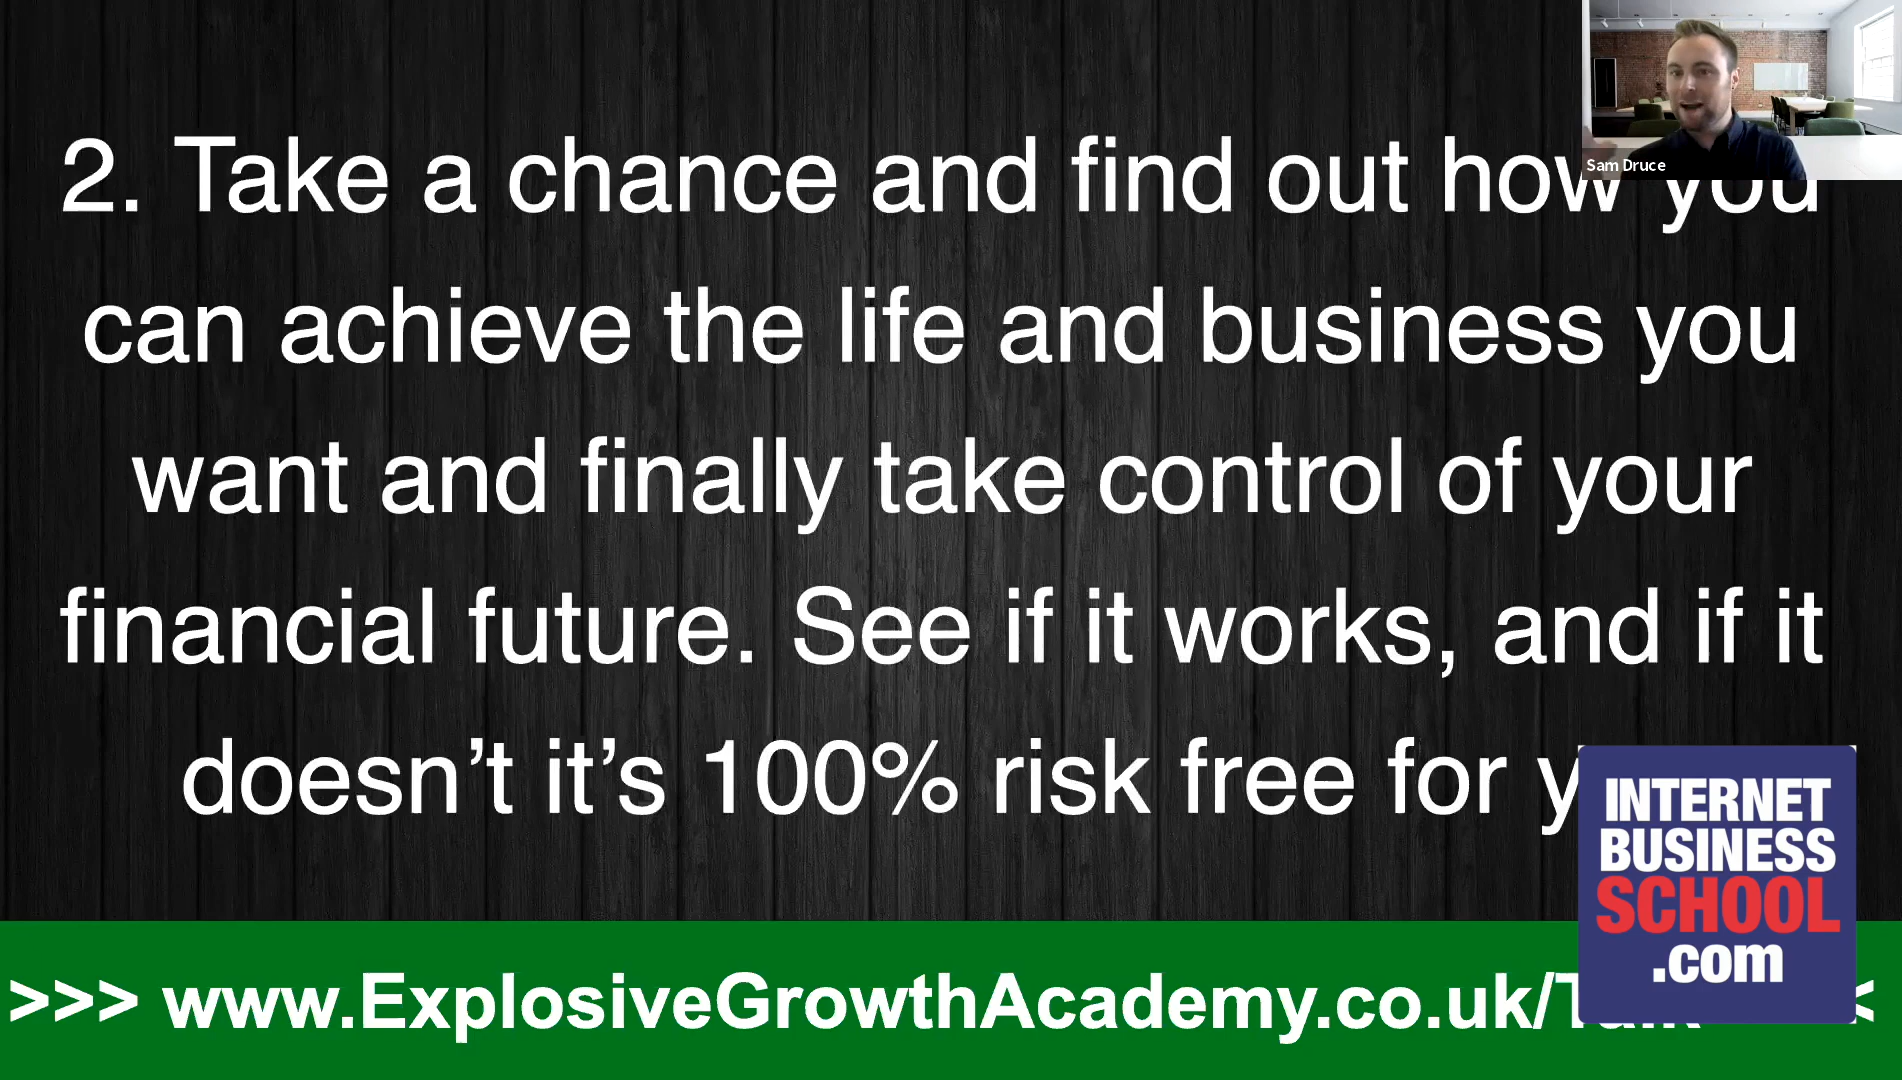 Sam Druce
2. Take a chance and find out how you
can achieve the life and business you
want and finally take control of your
financial future. See if it works, and if it
doesn’t it’s 100% risk free for
INTERNET
BUSINESS
SCHOOL
.com
>>> www.ExplosiveGrowthAcademy.co.uk/Talk <